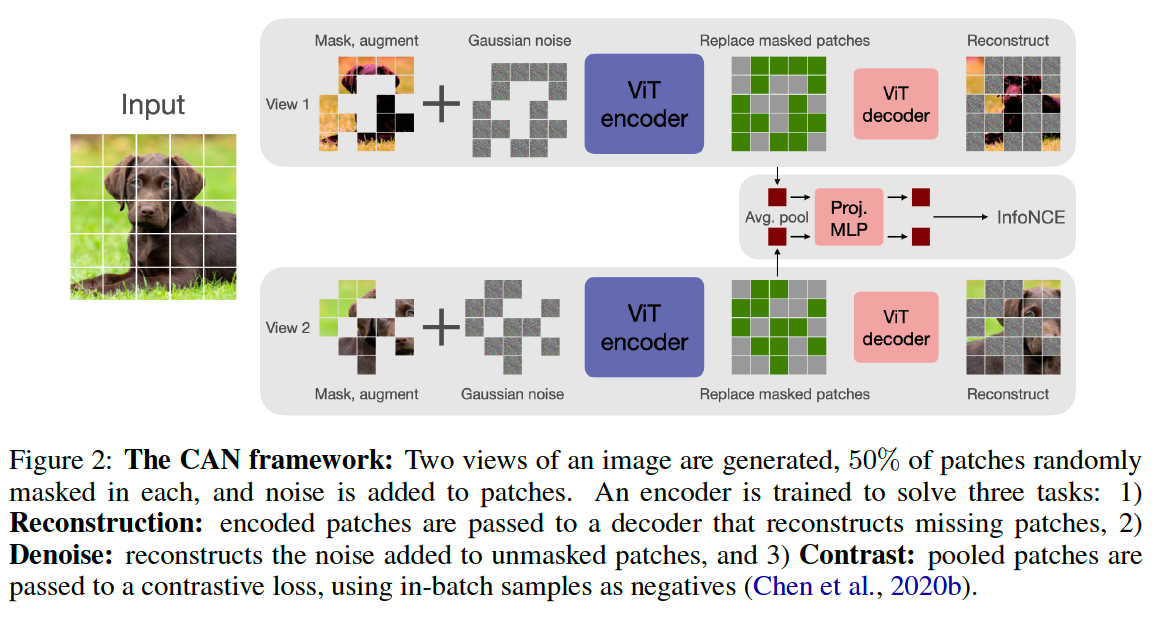 Input
Mask, augment
Gaussian noise
Replace masked patches
Reconstruct
View 1
ViT
encoder
ViT
decoder
Avg. pool
Proj.
MLP
InfoNCE
View 2
ViT
encoder
ViT
decoder
Mask, augment
Gaussian noise
Replace masked patches
Reconstruct
Figure 2: The CAN framework: Two views of an image are generated, 50% of patches randomly
masked in each, and noise is added to patches. An encoder is trained to solve three tasks: 1)
Reconstruction: encoded patches are passed to a decoder that reconstructs missing patches, 2)
Denoise: reconstructs the noise added to unmasked patches, and 3) Contrast: pooled patches are
passed to a contrastive loss, using in-batch samples as negatives (Chen et al., 2020b).